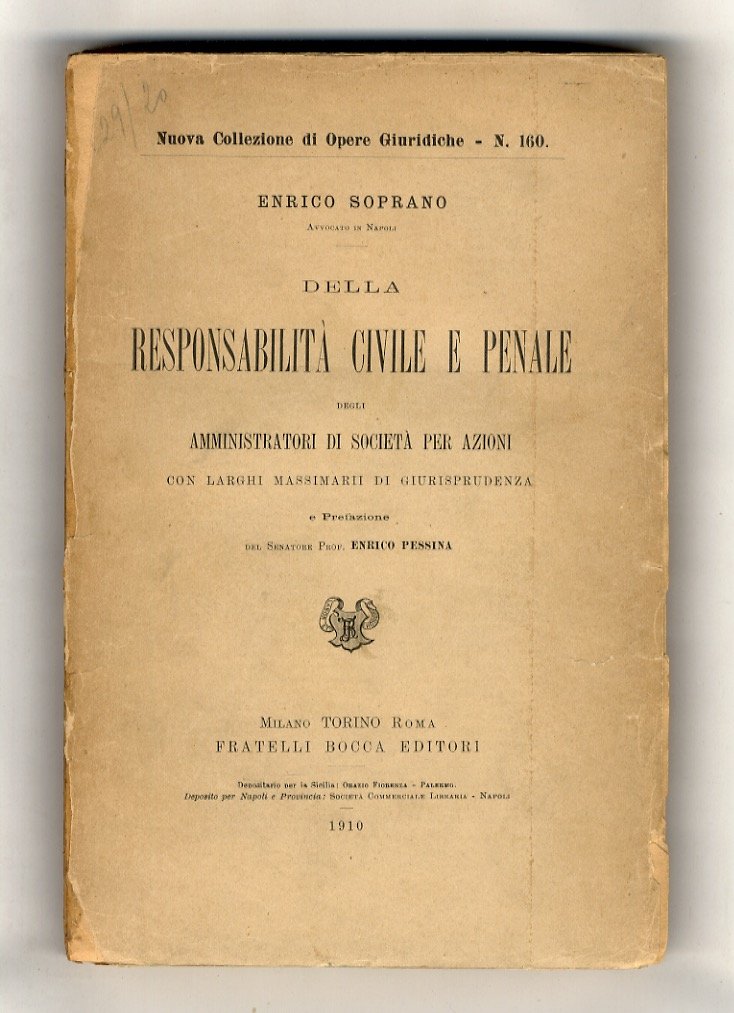 29/20
Nuova Collezione di Opere Giuridiche - N. 160.
ENRICO SOPRANO
AVVOCATO IN NAPOLI
DELLA
RESPONSABILITÀ CIVILE E PENALE
DEGLI
AMMINISTRATORI DI SOCIETÀ PER AZIONI
CON LARGHI MASSIMARII DI GIURISPRUDENZA
e Prefazione
DEL SENATORE PROF. ENRICO PESSINA
MILANO TORINO ROMA
FRATELLI BOCCA EDITORI
Depositario per la Sicilia: ORAZIO FIORENZA - PALERMO.
Deposito per Napoli e Provincia: SOCIETÀ COMMERCIALE LIBRARIA - NAPOLI
1910